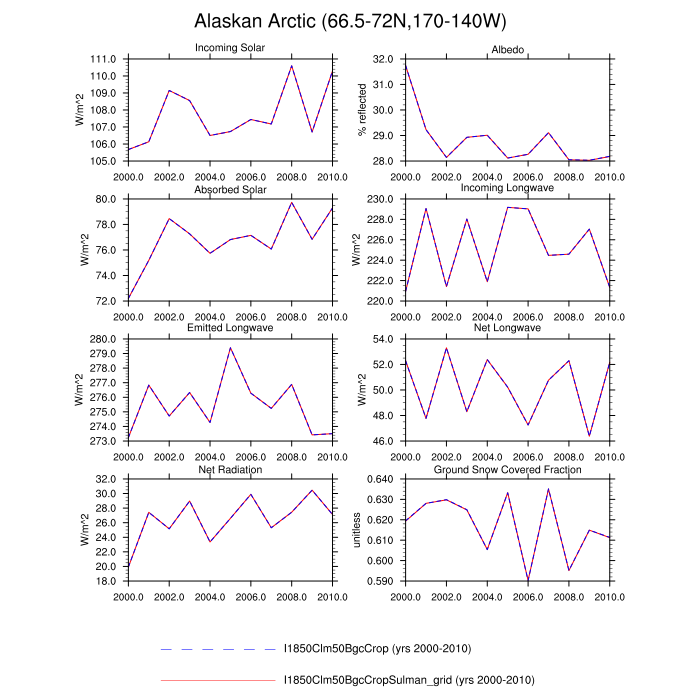 Alaskan Arctic (66.5-72N,170-140W)
Incoming Solar
W/m^2
111.0
110.0
109.0
108.0
107.0
106.0
105.0
2000.0 2002.0 2004.0 2006.0 2008.0 2010.0
Albedo
% reflected
32.0
31.0
30.0
29.0
28.0
2000.0 2002.0 2004.0 2006.0 2008.0 2010.0
Absorbed Solar
W/m^2
80.0
78.0
76.0
74.0
72.0
2000.0 2002.0 2004.0 2006.0 2008.0 2010.0
Incoming Longwave
W/m^2
230.0
228.0
226.0
224.0
222.0
220.0
2000.0 2002.0 2004.0 2006.0 2008.0 2010.0
Emitted Longwave
W/m^2
280.0
279.0
278.0
277.0
276.0
275.0
274.0
273.0
2000.0 2002.0 2004.0 2006.0 2008.0 2010.0
Net Longwave
W/m^2
54.0
52.0
50.0
48.0
46.0
2000.0 2002.0 2004.0 2006.0 2008.0 2010.0
Net Radiation
W/m^2
32.0
30.0
28.0
26.0
24.0
22.0
20.0
18.0
2000.0 2002.0 2004.0 2006.0 2008.0 2010.0
Ground Snow Covered Fraction
unitless
0.640
0.630
0.620
0.610
0.600
0.590
2000.0 2002.0 2004.0 2006.0 2008.0 2010.0
I1850Clm50BgcCrop (yrs 2000-2010)
I1850Clm50BgcCropSulman_grid (yrs 2000-2010)